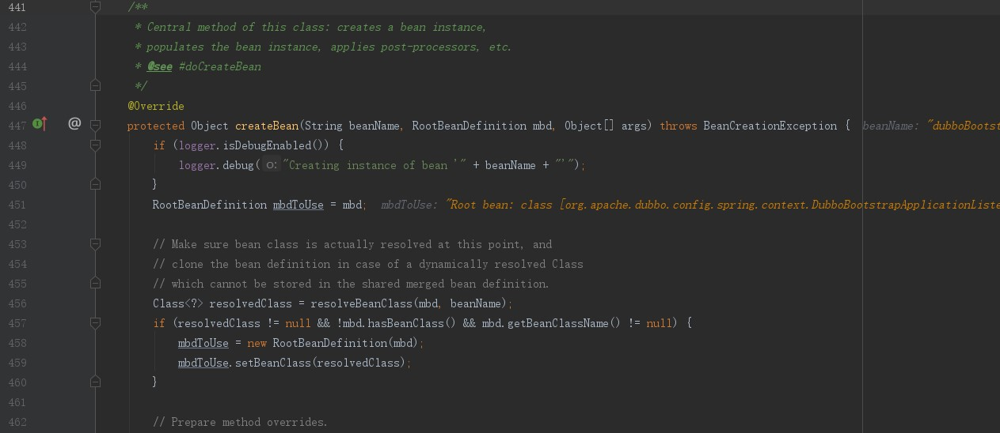 441 /**
442 * Central method of this class: creates a bean instance,
443 * populates the bean instance, applies post-processors, etc.
444 * @see #doCreateBean
445 */
446 @Override
447 @ protected Object createBean(String beanName, RootBeanDefinition mbd, Object[] args) throws BeanCreationException { beanName: "dubboBootst
448 if (logger.isDebugEnabled()) {
449 logger.debug( o: "Creating instance of bean '" + beanName + "'");
450 }
451 RootBeanDefinition mbdToUse = mbd; mbdToUse: "Root bean: class [org.apache.dubbo.config.spring.context.DubboBootstrapApplicationListe
452
453 // Make sure bean class is actually resolved at this point, and
454 // clone the bean definition in case of a dynamically resolved Class
455 // which cannot be stored in the shared merged bean definition.
456 Class<?> resolvedClass = resolveBeanClass(mbd, beanName);
457 if (resolvedClass != null && !mbd.hasBeanClass() && mbd.getBeanClassName() != null) {
458 mbdToUse = new RootBeanDefinition(mbd);
459 mbdToUse.setBeanClass(resolvedClass);
460 }
461
462 // Prepare method overrides.